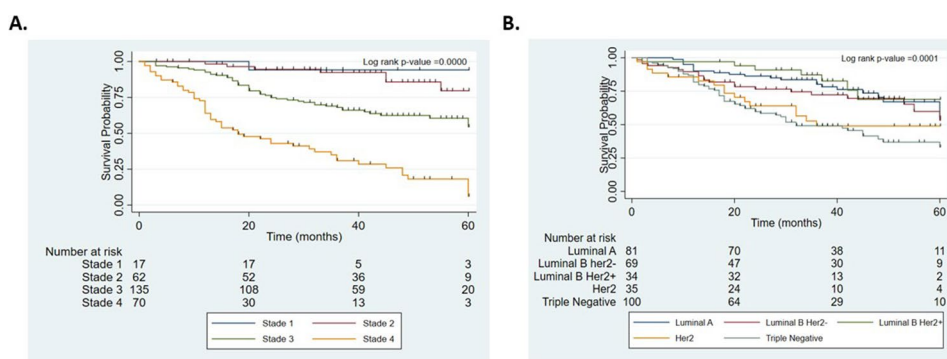 A.
Log rank p-value =0.0000
Survival Probability
1.00
0.75
0.50
0.25
0.00
0 20 40 60
Time (months)
Number at risk
Stade 1 17 17 5 3
Stade 2 62 52 36 9
Stade 3 135 108 59 20
Stade 4 70 30 13 3
Stade 1 Stade 2
Stade 3 Stade 4
B.
Log rank p-value =0.0001
Survival Probability
1.00
0.75
0.50
0.25
0.00
0 20 40 60
Time (months)
Number at risk
Luminal A 81 70 38 11
Luminal B her2- 69 47 30 9
Luminal B Her2+ 34 32 13 2
Her2 35 24 10 4
Triple Negative 100 64 29 10
Luminal A Luminal B Her2- Luminal B Her2+
Her2 Triple Negative